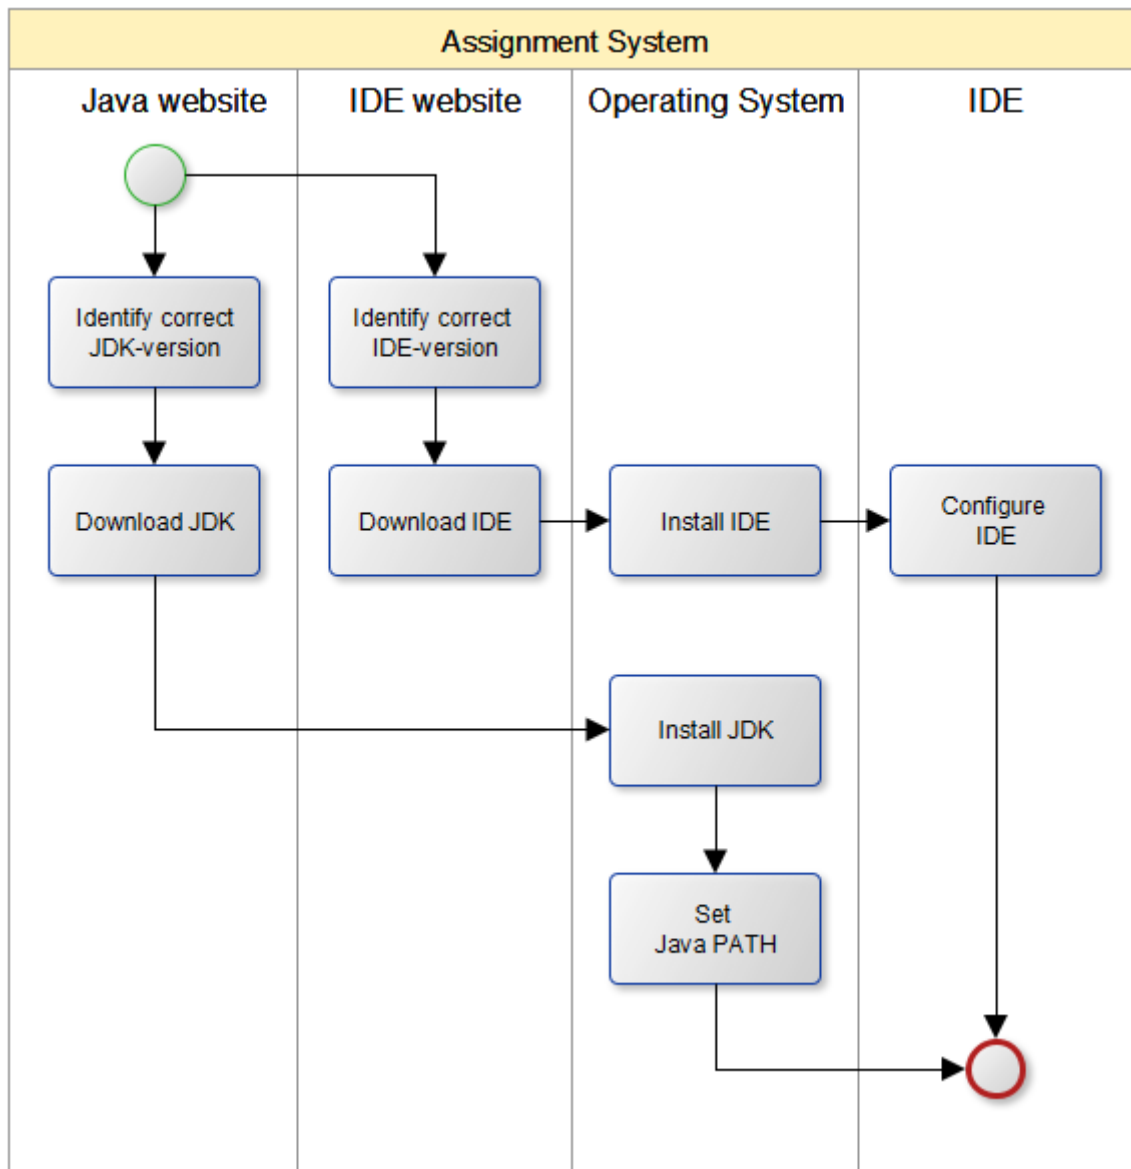 Assignment System
Java website
IDE website
Operating System
IDE
Identify correct
JDK-version
Identify correct
IDE-version
Download JDK
Download IDE
Install IDE
Configure
IDE
Install JDK
Set
Java PATH